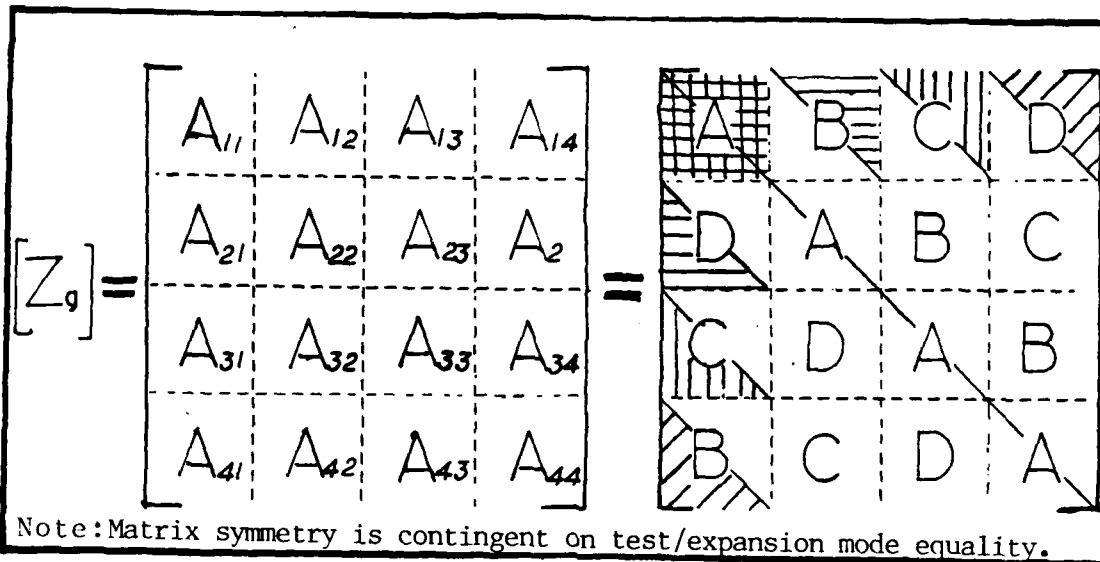 A11 A12 A13 A14 A B C D
A21 A22 A23 A2 D A B C
[Zg] = =
A31 A32 A33 A34 C D A B
A41 A42 A43 A44 B C D A
Note:Matrix symmetry is contingent on test/expansion mode equality.